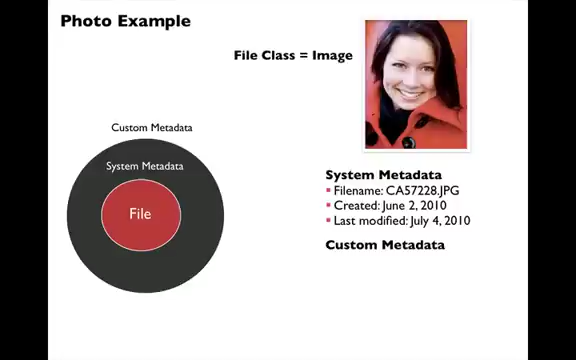 Photo Example
File Class = Image
Custom Metadata
System Metadata
File
System Metadata
Filename: CA57228.JPG
Created: June 2, 2010
Last modified: July 4, 2010
Custom Metadata